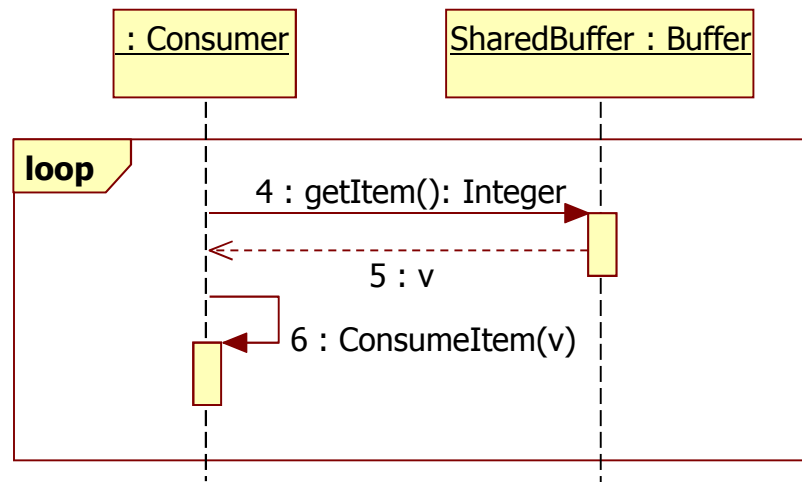 : Consumer
SharedBuffer : Buffer
loop
4 : getItem(): Integer
5 : v
6 : ConsumeItem(v)